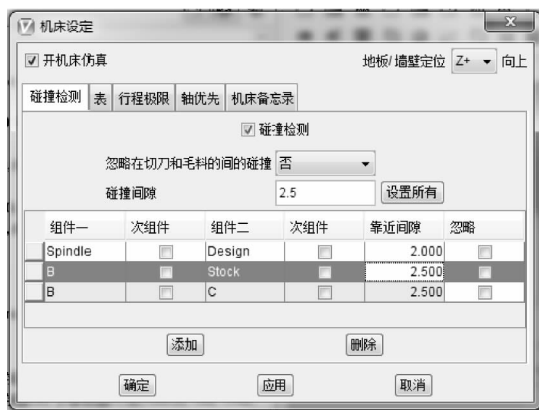 机床设定
开机床仿真 地板/墙壁定位 Z+ 向上
碰撞检测 表 行程极限 轴优先 机床备忘录
碰撞检测
忽略在切刀和毛料的间的碰撞 否
碰撞间隙 2.5 设置所有
组件一 次组件 组件二 次组件 靠近间隙 忽略
Spindle Design 2.000
B Stock 2.500
B C 2.500
添加 删除
确定 应用 取消